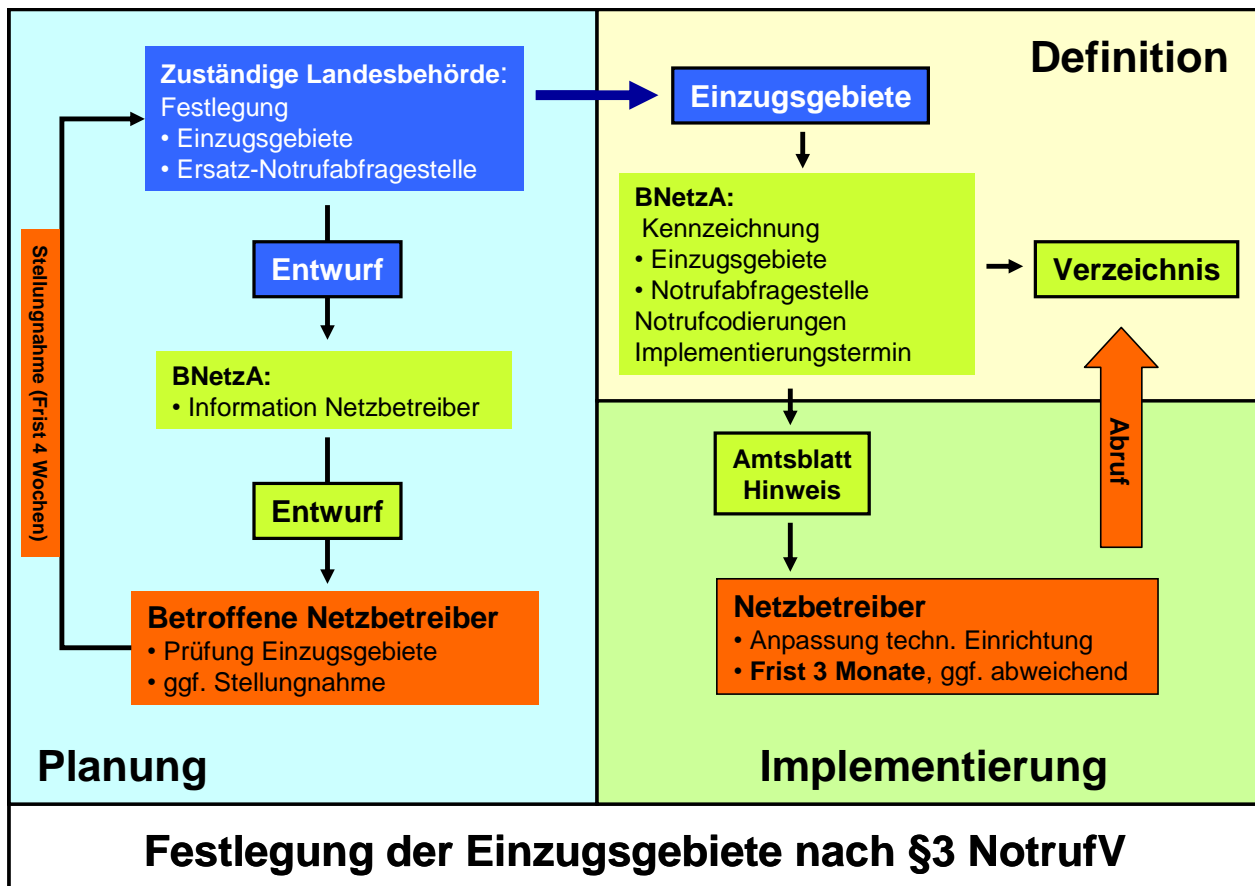 Zuständige Landesbehörde:
Festlegung
• Einzugsgebiete
• Ersatz-Notrufabfragestelle
Entwurf
BNetzA:
• Information Netzbetreiber
Entwurf
Betroffene Netzbetreiber
• Prüfung Einzugsgebiete
• ggf. Stellungnahme
Stellungnahme (Frist 4 Wochen)
Planung
Definition
Einzugsgebiete
BNetzA:
Kennzeichnung
• Einzugsgebiete
• Notrufabfragestelle
Notrufcodierungen
Implementierungstermin
Verzeichnis
Amtsblatt
Hinweis
Abruf
Netzbetreiber
• Anpassung techn. Einrichtung
• Frist 3 Monate, ggf. abweichend
Implementierung
Festlegung der Einzugsgebiete nach §3 NotrufV